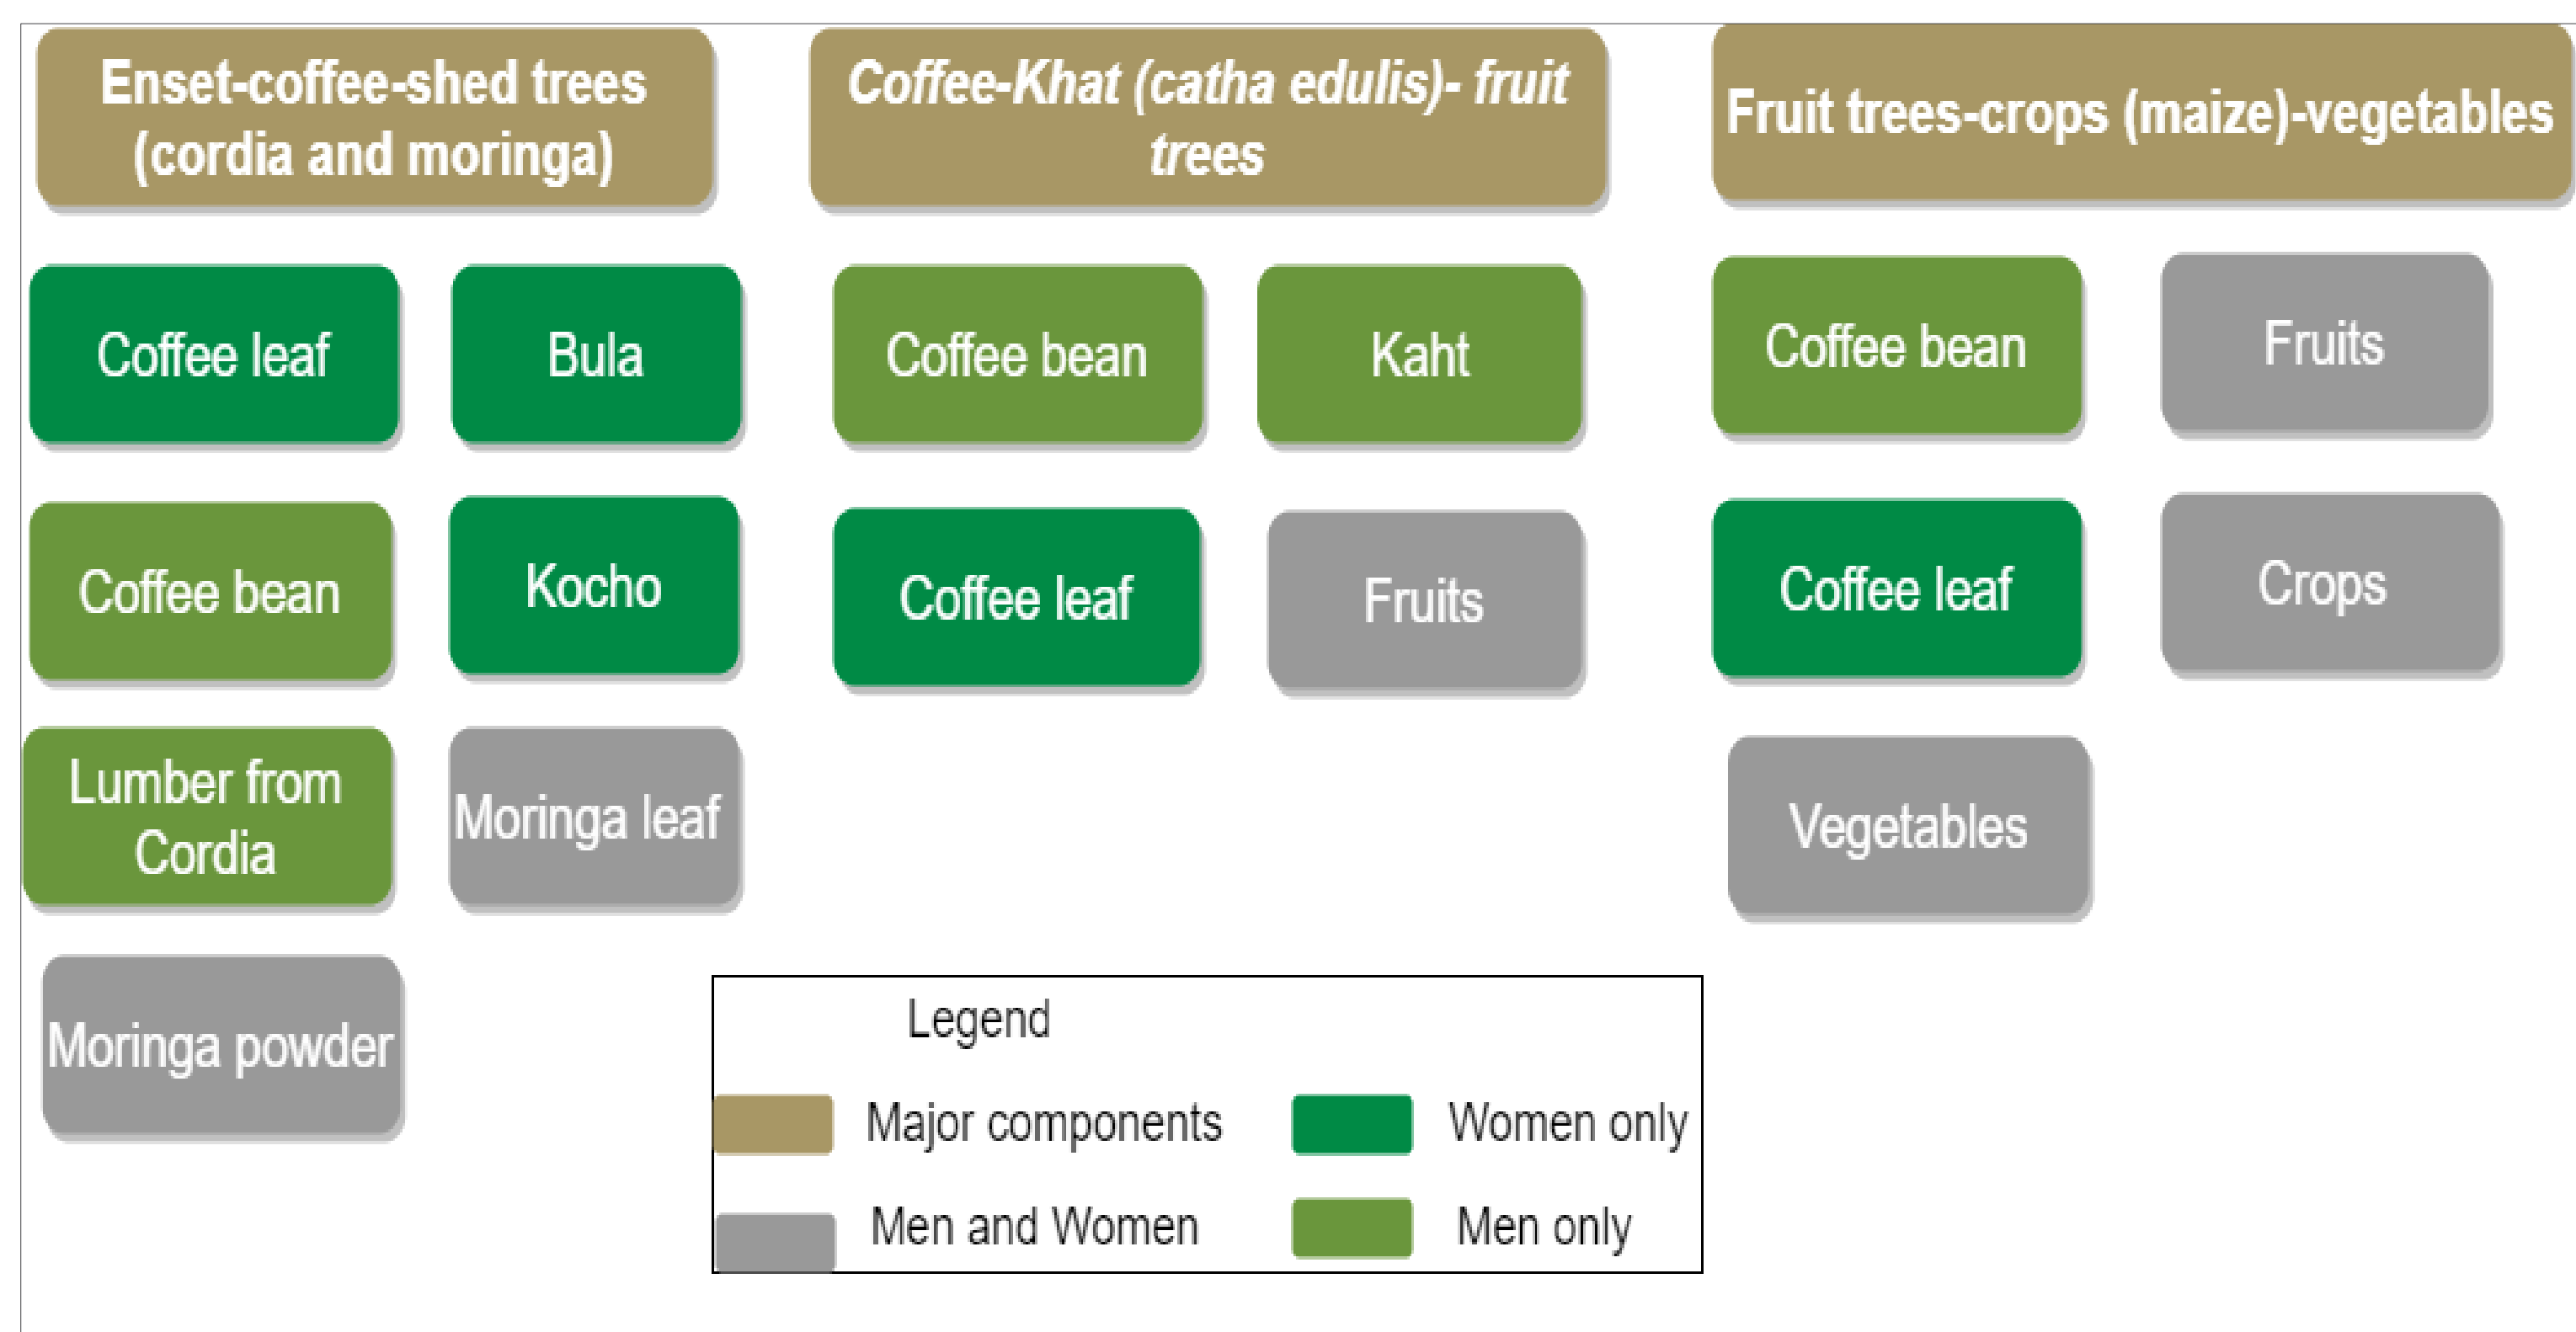 Enset-coffee-shed trees
(cordia and moringa)
Coffee-Khat (catha edulis)- fruit
trees
Fruit trees-crops (maize)-vegetables
Coffee leaf
Bula
Coffee bean
Kaht
Coffee bean
Fruits
Coffee bean
Kocho
Coffee leaf
Fruits
Coffee leaf
Crops
Lumber from
Cordia
Moringa leaf
Vegetables
Moringa powder
Legend
Major components
Women only
Men and Women
Men only